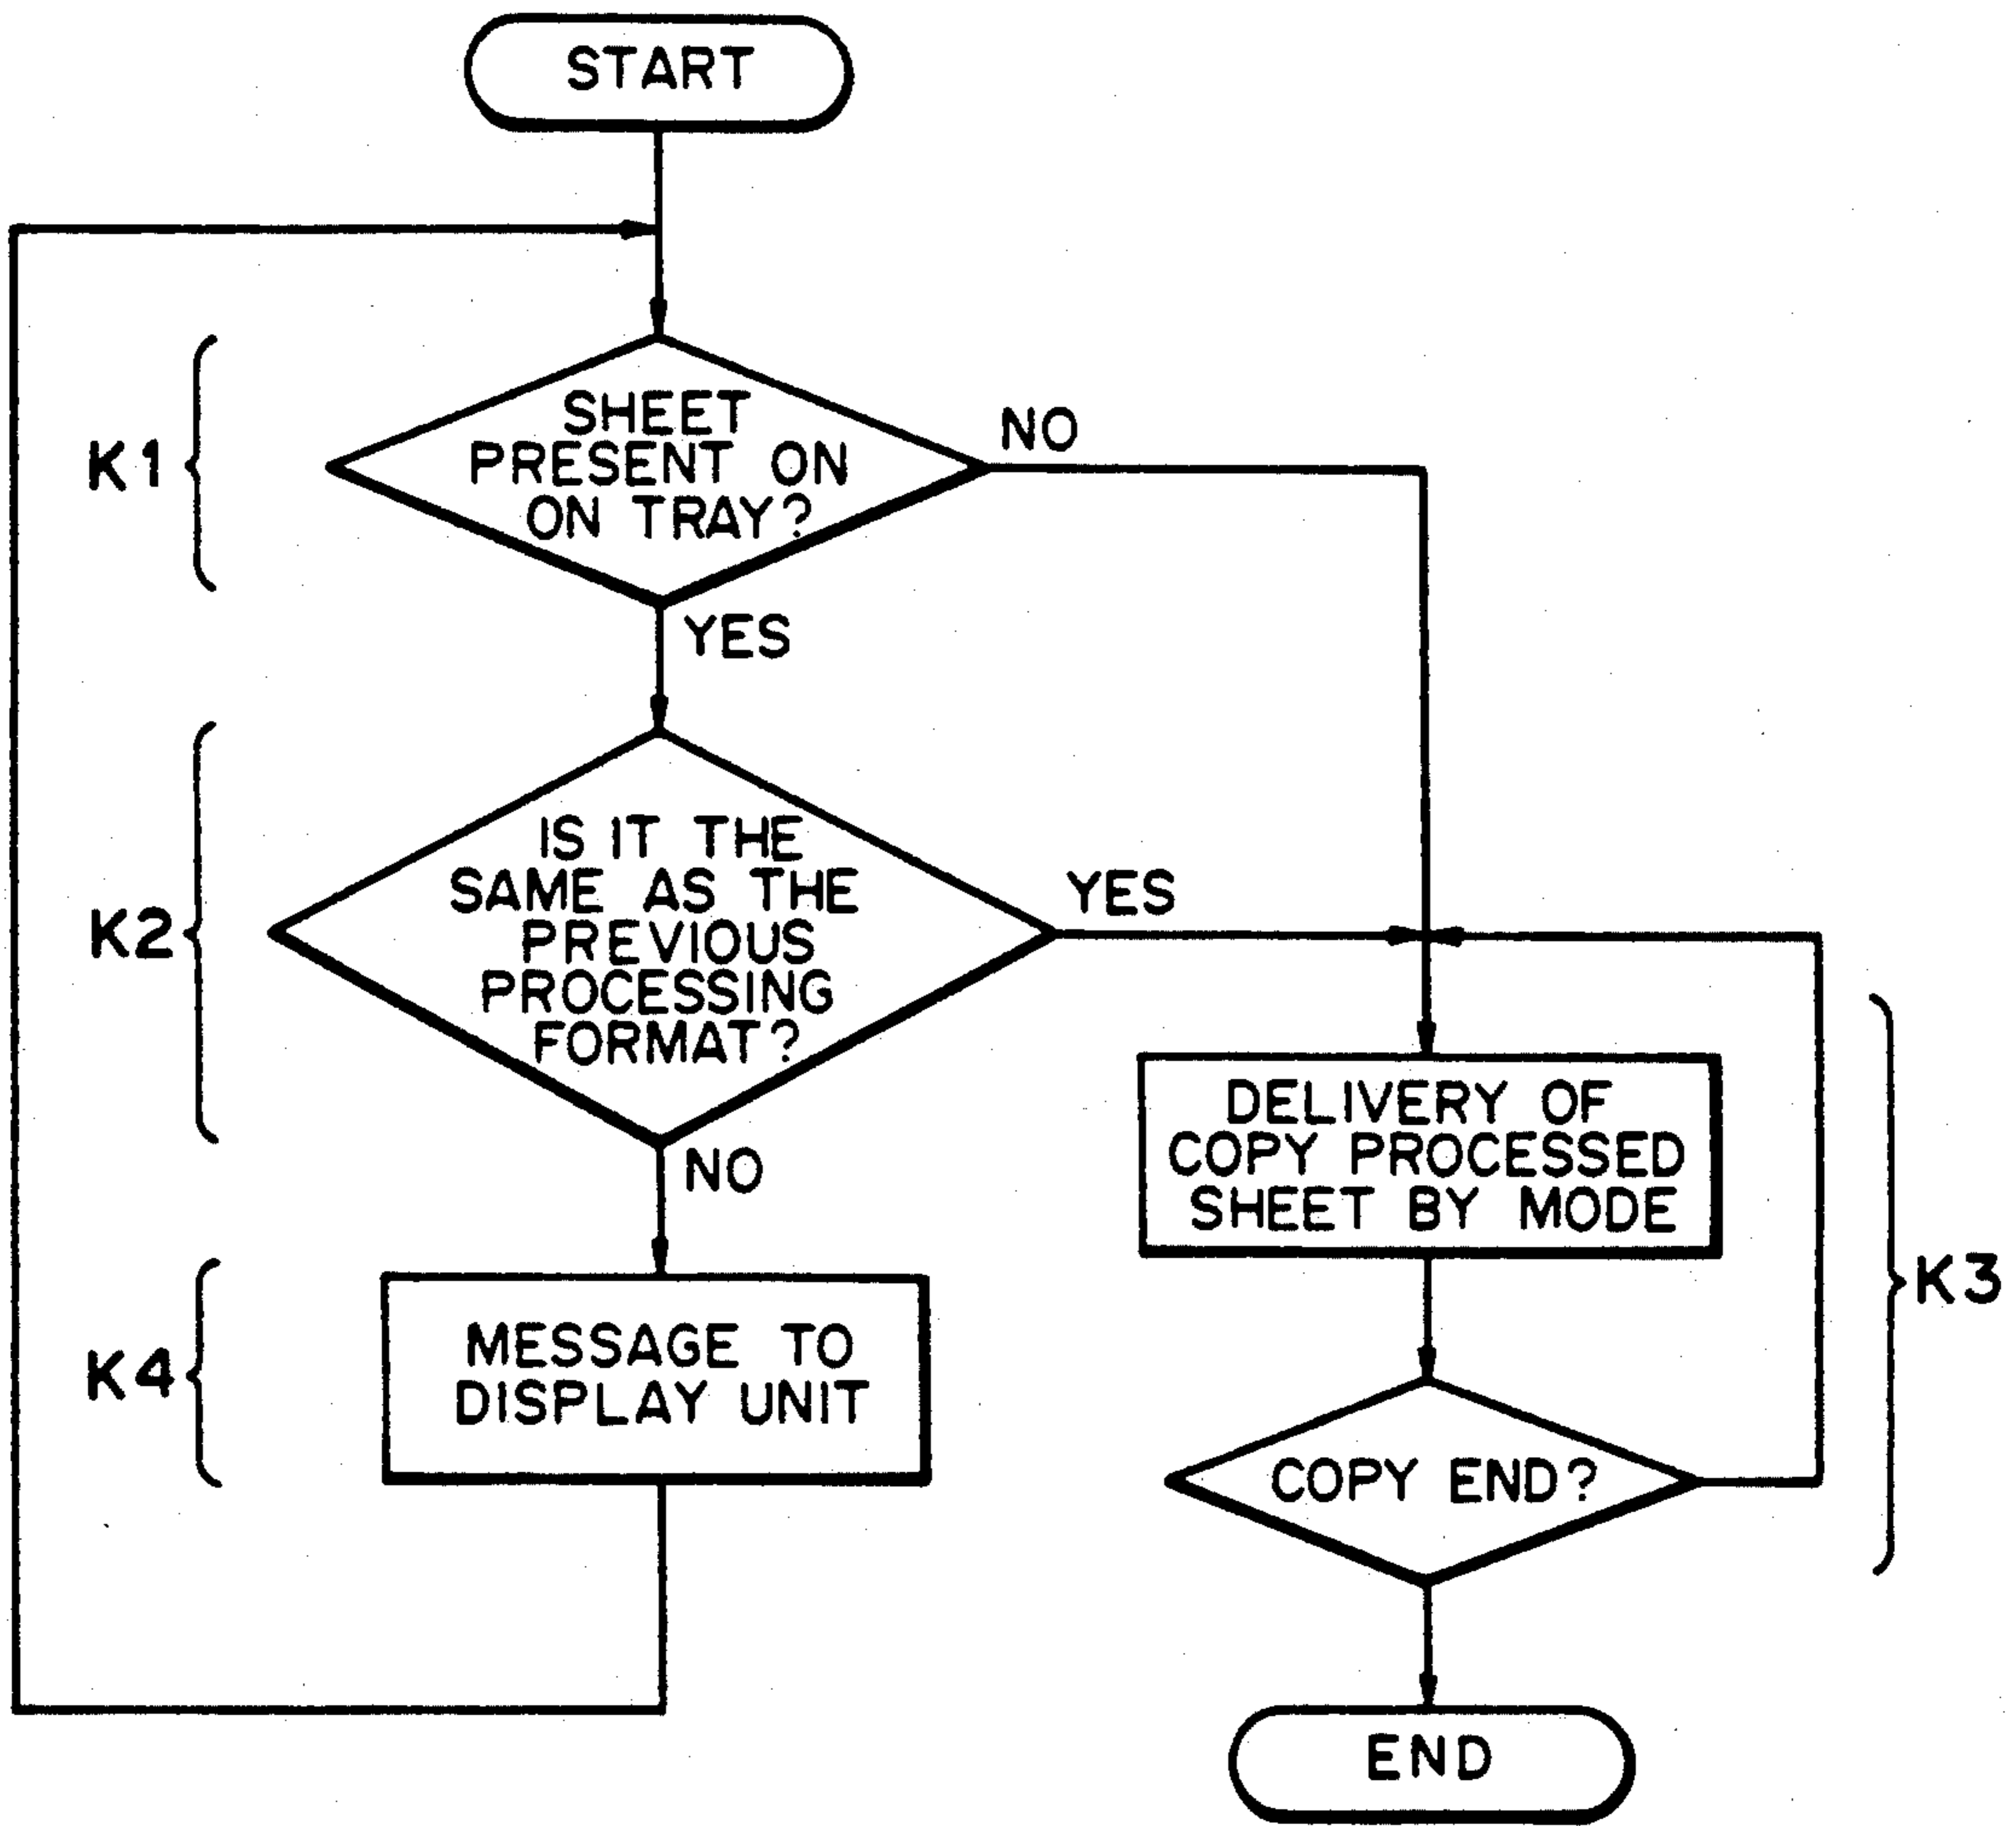 START
K1
SHEET
PRESENT ON
ON TRAY?
NO
YES
K2
IS IT THE
SAME AS THE
PREVIOUS
PROCESSING
FORMAT?
YES
NO
K4
MESSAGE TO
DISPLAY UNIT
DELIVERY OF
COPY PROCESSED
SHEET BY MODE
K3
COPY END?
END